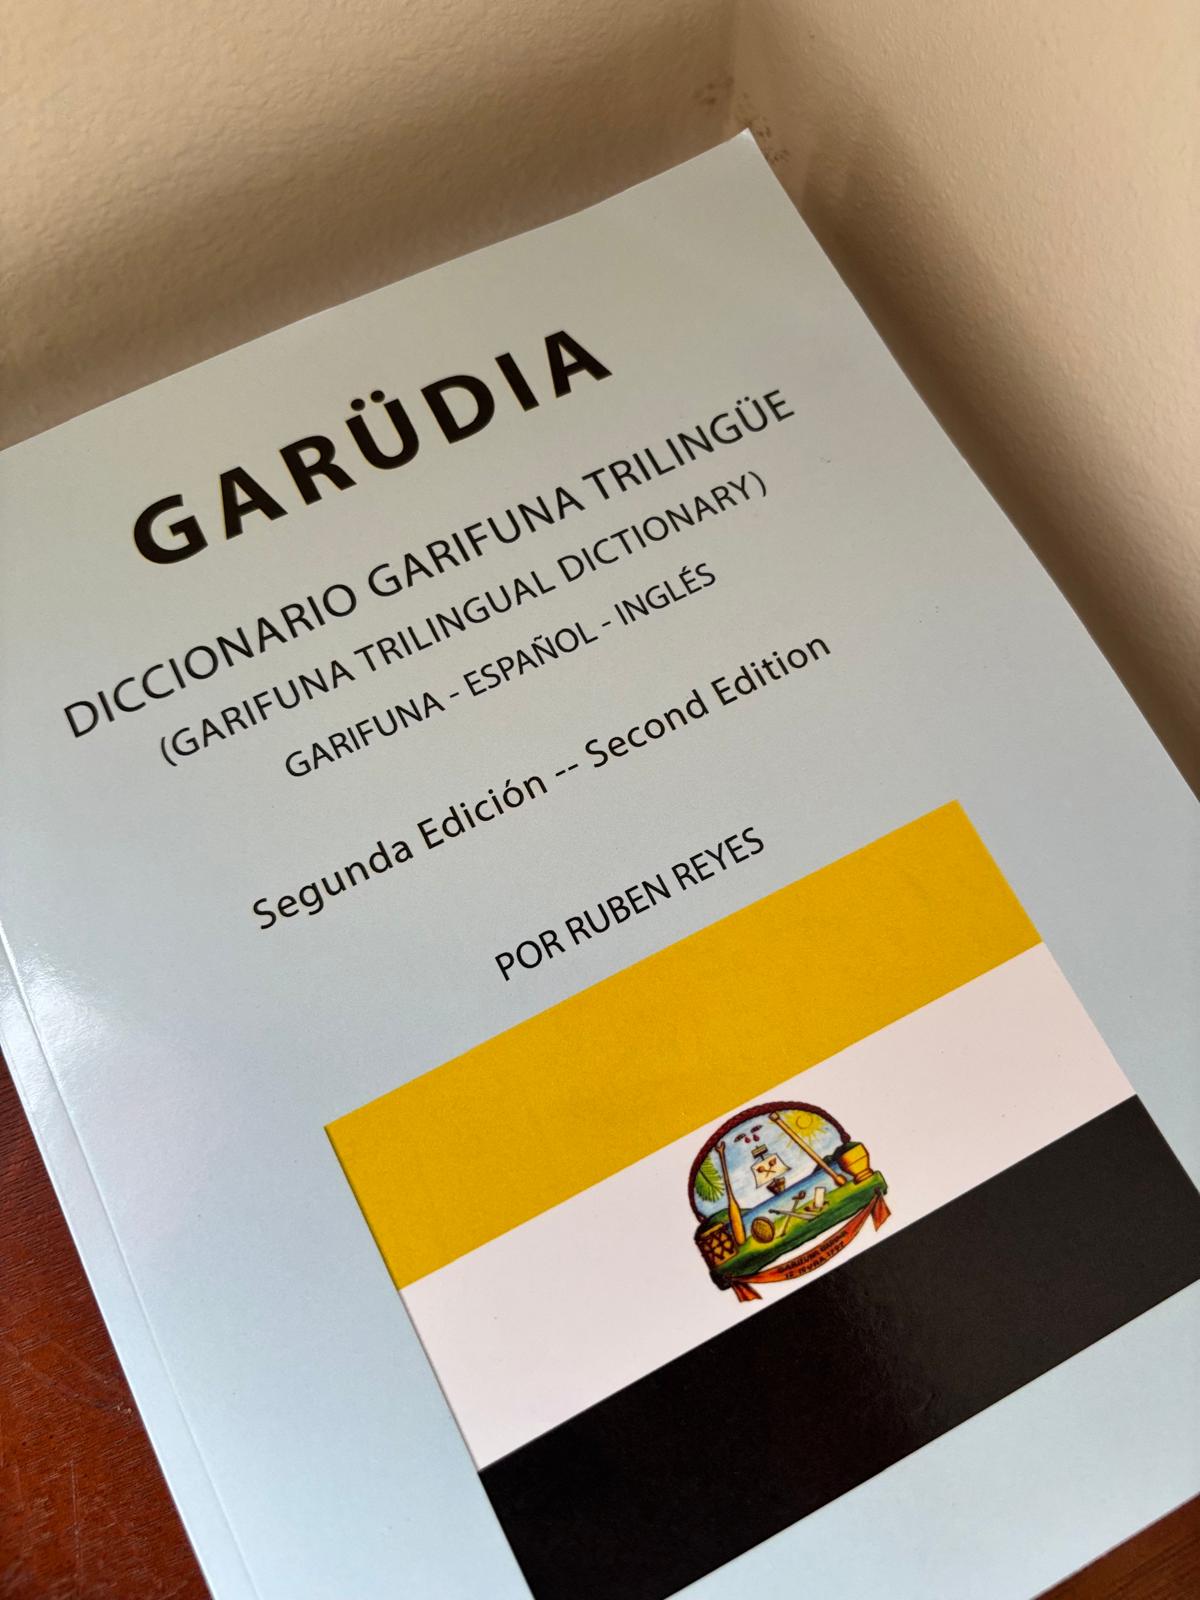 GARÜDIA
DICCIONARIO GARIFUNA TRILINGÜE
(GARIFUNA TRILINGUAL DICTIONARY)
GARIFUNA - ESPAÑOL - INGLÉS
Segunda Edición -- Second Edition
POR RUBEN REYES